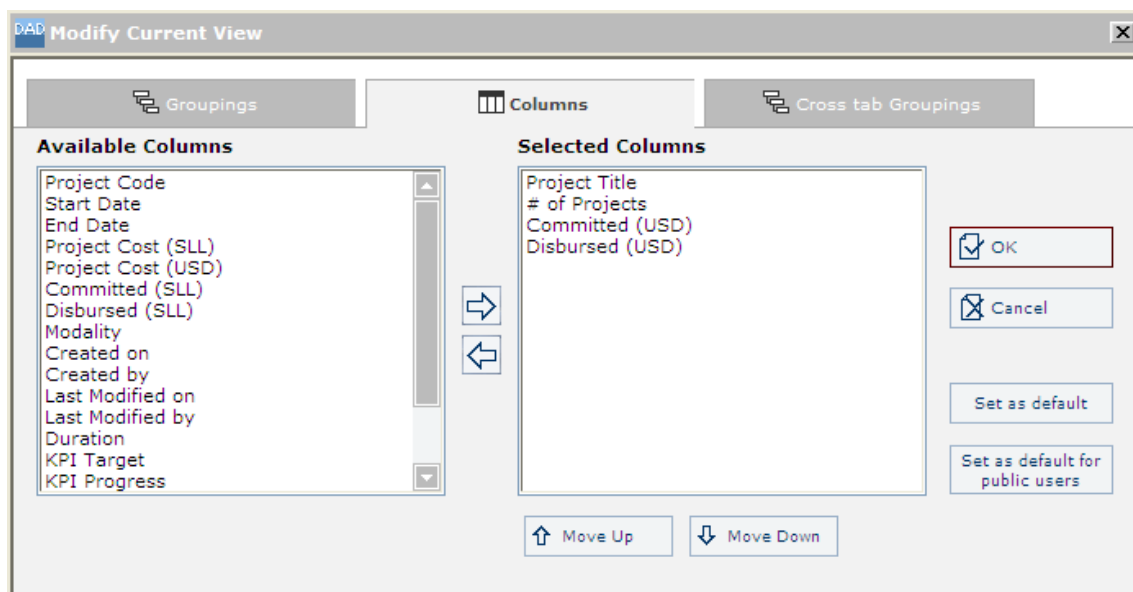 DAD Modify Current View
Groupings
Columns
Cross tab Groupings
Available Columns
Project Code
Start Date
End Date
Project Cost (SLL)
Project Cost (USD)
Committed (SLL)
Disbursed (SLL)
Modality
Created on
Created by
Last Modified on
Last Modified by
Duration
KPI Target
KPI Progress
Selected Columns
Project Title
# of Projects
Committed (USD)
Disbursed (USD)
OK
Cancel
Set as default
Set as default for
public users
Move Up
Move Down